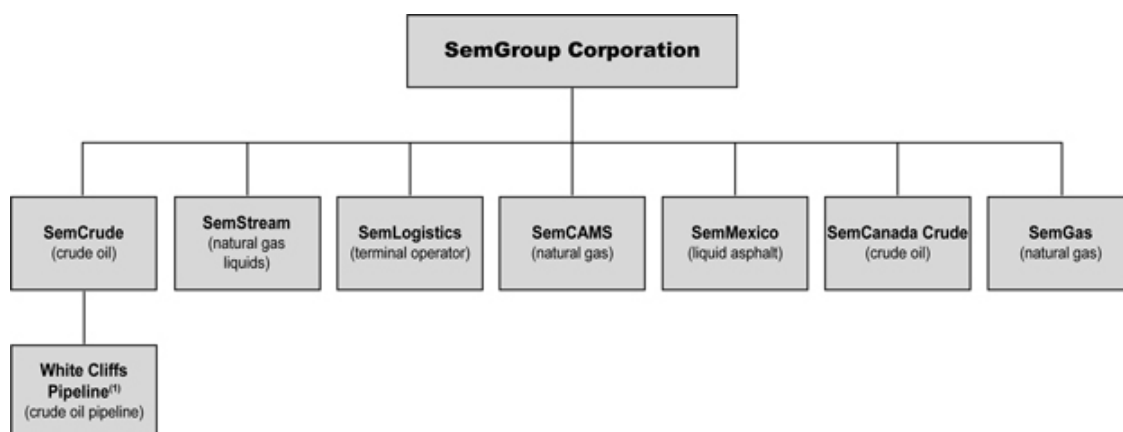 SemGroup Corporation
SemCrude
(crude oil)
SemStream
(natural gas
liquids)
SemLogistics
(terminal operator)
SemCAMS
(natural gas)
SemMexico
(liquid asphalt)
SemCanada Crude
(crude oil)
SemGas
(natural gas)
White Cliffs
Pipeline(1)
(crude oil pipeline)